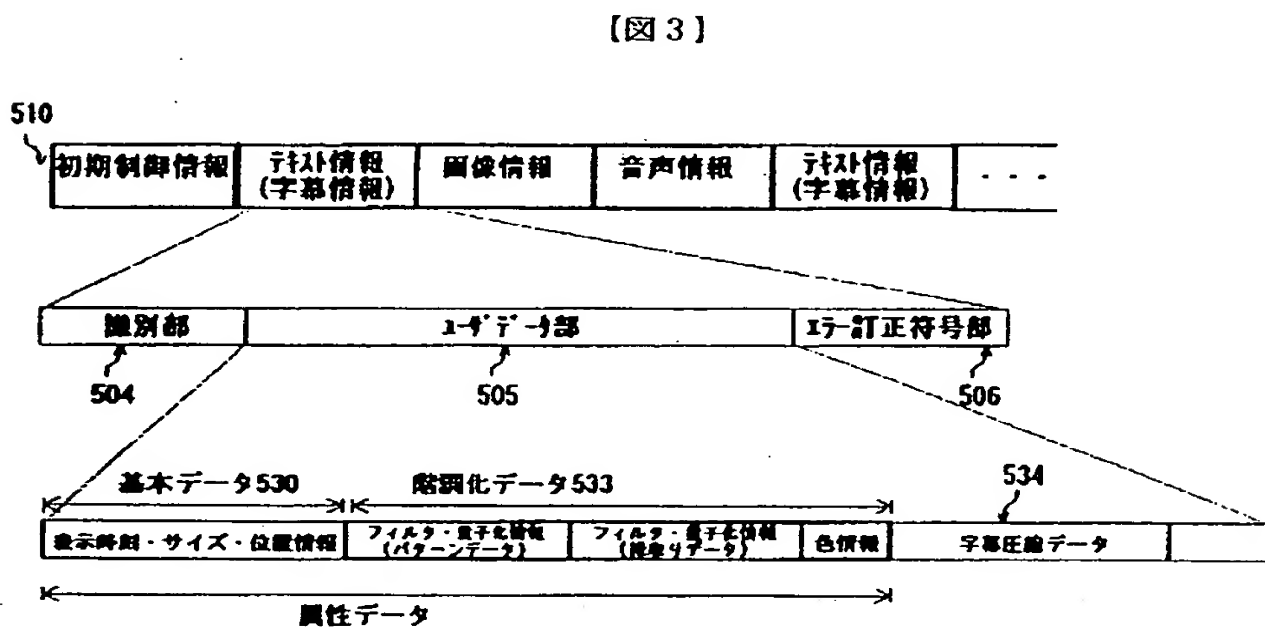 【図3】
510
初期制御情報 テキスト情報 画像情報 音声情報 テキスト情報 ・・・
(字幕情報) (字幕情報)
識別部 ユーザデータ部 エラー訂正符号部
504 505 506
基本データ530 階調化データ533 534
表示時刻・サイズ・位置情報 フィルタ・量子化情報 フィルタ・量子化情報 色情報 字幕圧縮データ
(パターンデータ) (縁取りデータ)
属性データ